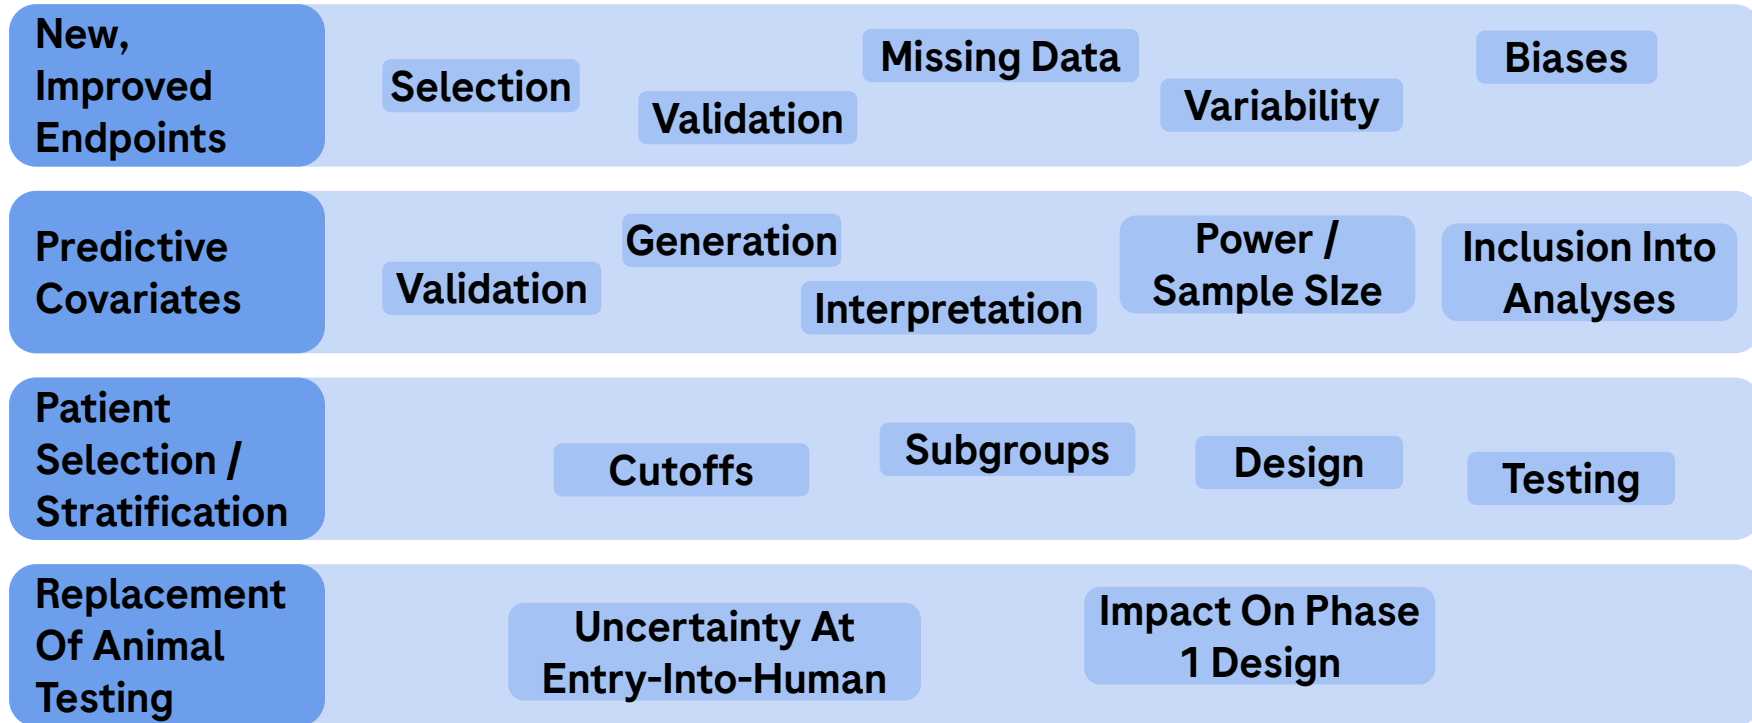 New,
Improved
Endpoints
Selection
Validation
Missing Data
Variability
Biases
Predictive
Covariates
Validation
Generation
Interpretation
Power /
Sample SIze
Inclusion Into
Analyses
Patient
Selection /
Stratification
Cutoffs
Subgroups
Design
Testing
Replacement
Of Animal
Testing
Uncertainty At
Entry-Into-Human
Impact On Phase
1 Design